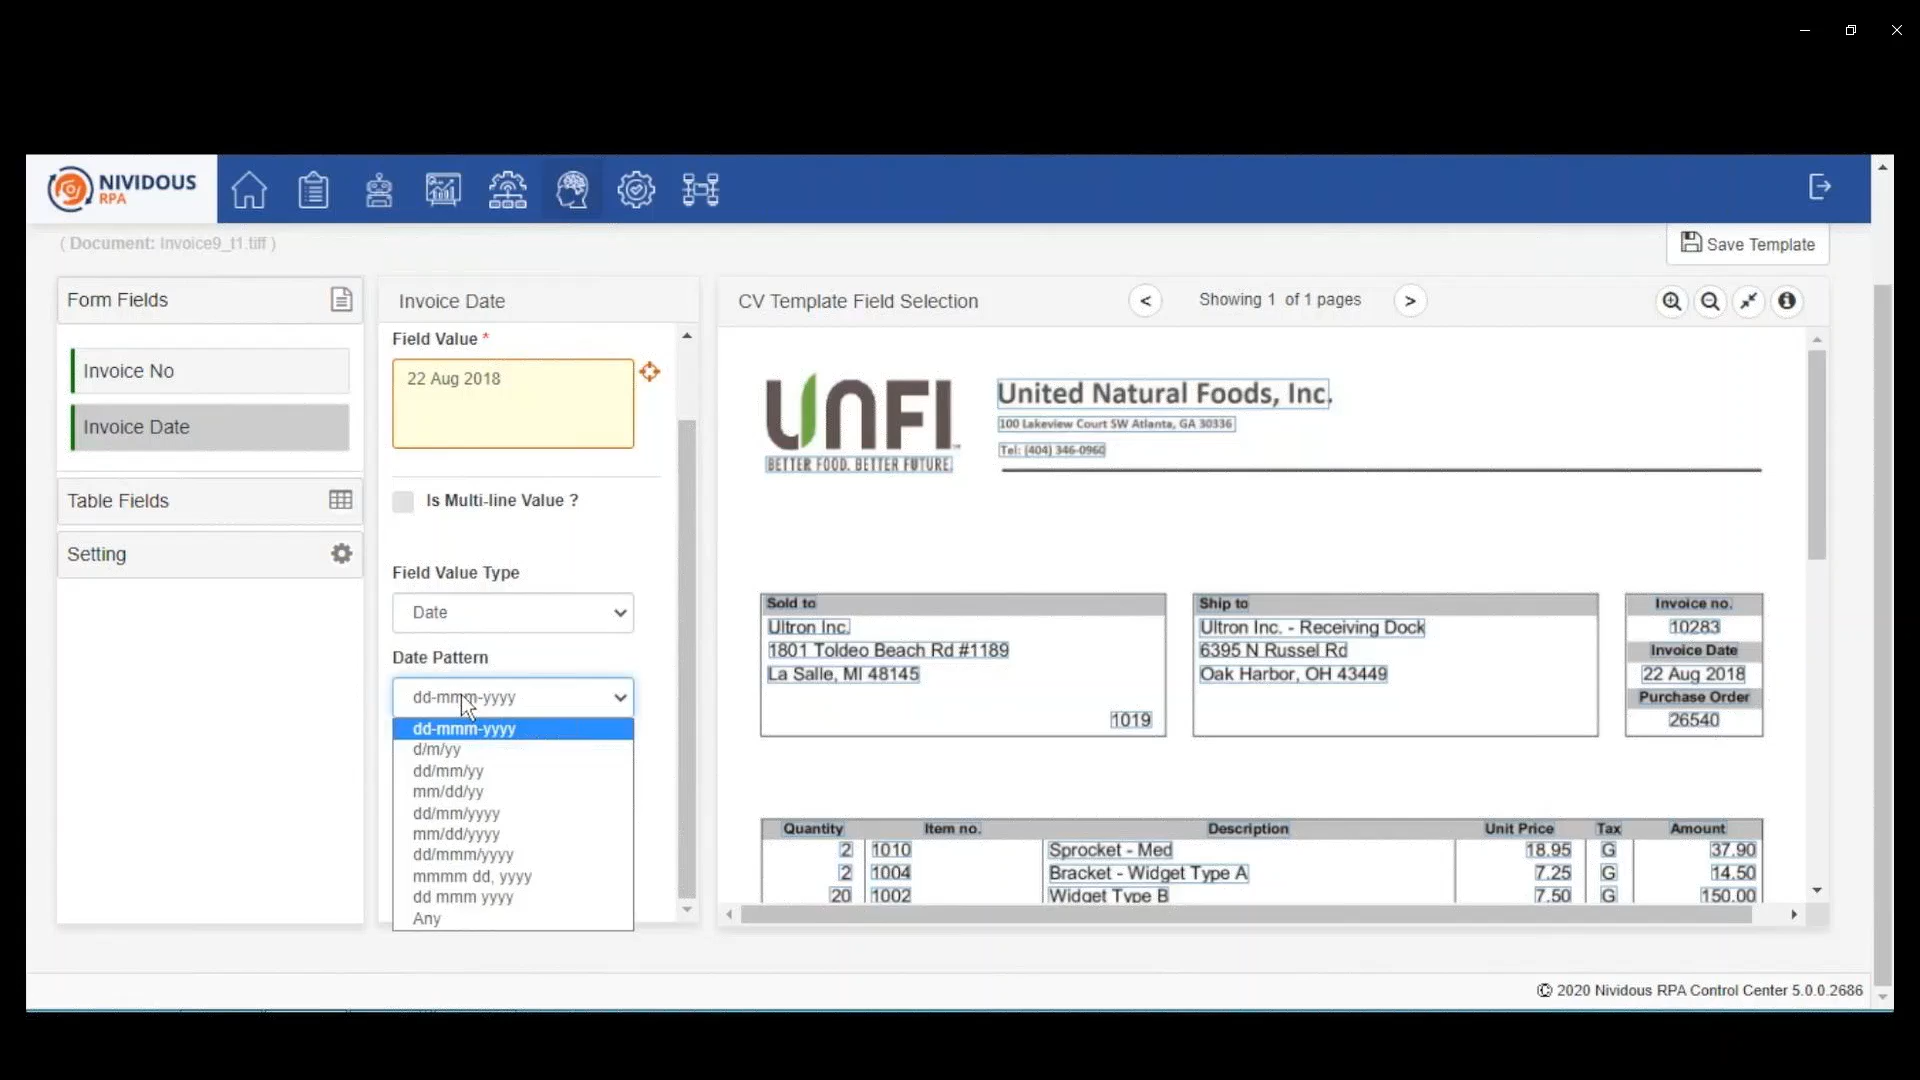 NIVIDOUS
RPA
( Document: Invoice9_t1.tiff )
Save Template
Form Fields
Invoice No
Invoice Date
Table Fields
Setting
Invoice Date
Field Value *
22 Aug 2018
Is Multi-line Value ?
Field Value Type
Date
Date Pattern
dd-mmm-yyyy
dd-mmm-yyyy
d/m/yy
dd/mm/yy
mm/dd/yy
dd/mm/yyyy
mm/dd/yyyy
dd/mmm/yyyy
mmmm dd, yyyy
dd mmm yyyy
Any
CV Template Field Selection
< Showing 1 of 1 pages >
UNFI™
BETTER FOOD. BETTER FUTURE.
United Natural Foods, Inc.
100 Lakeview Court SW Atlanta, GA 30336
Tel: (404) 346-0960
Sold to
Ultron Inc.
1801 Toldeo Beach Rd #1189
La Salle, MI 48145
1019
Ship to
Ultron Inc. - Receiving Dock
6395 N Russel Rd
Oak Harbor, OH 43449
Invoice no.
10283
Invoice Date
22 Aug 2018
Purchase Order
26540
Quantity Item no. Description Unit Price Tax Amount
2 1010 Sprocket - Med 18.95 G 37.90
2 1004 Bracket - Widget Type A 7.25 G 14.50
20 1002 Widget Type B 7.50 G 150.00
© 2020 Nividous RPA Control Center 5.0.0.2686